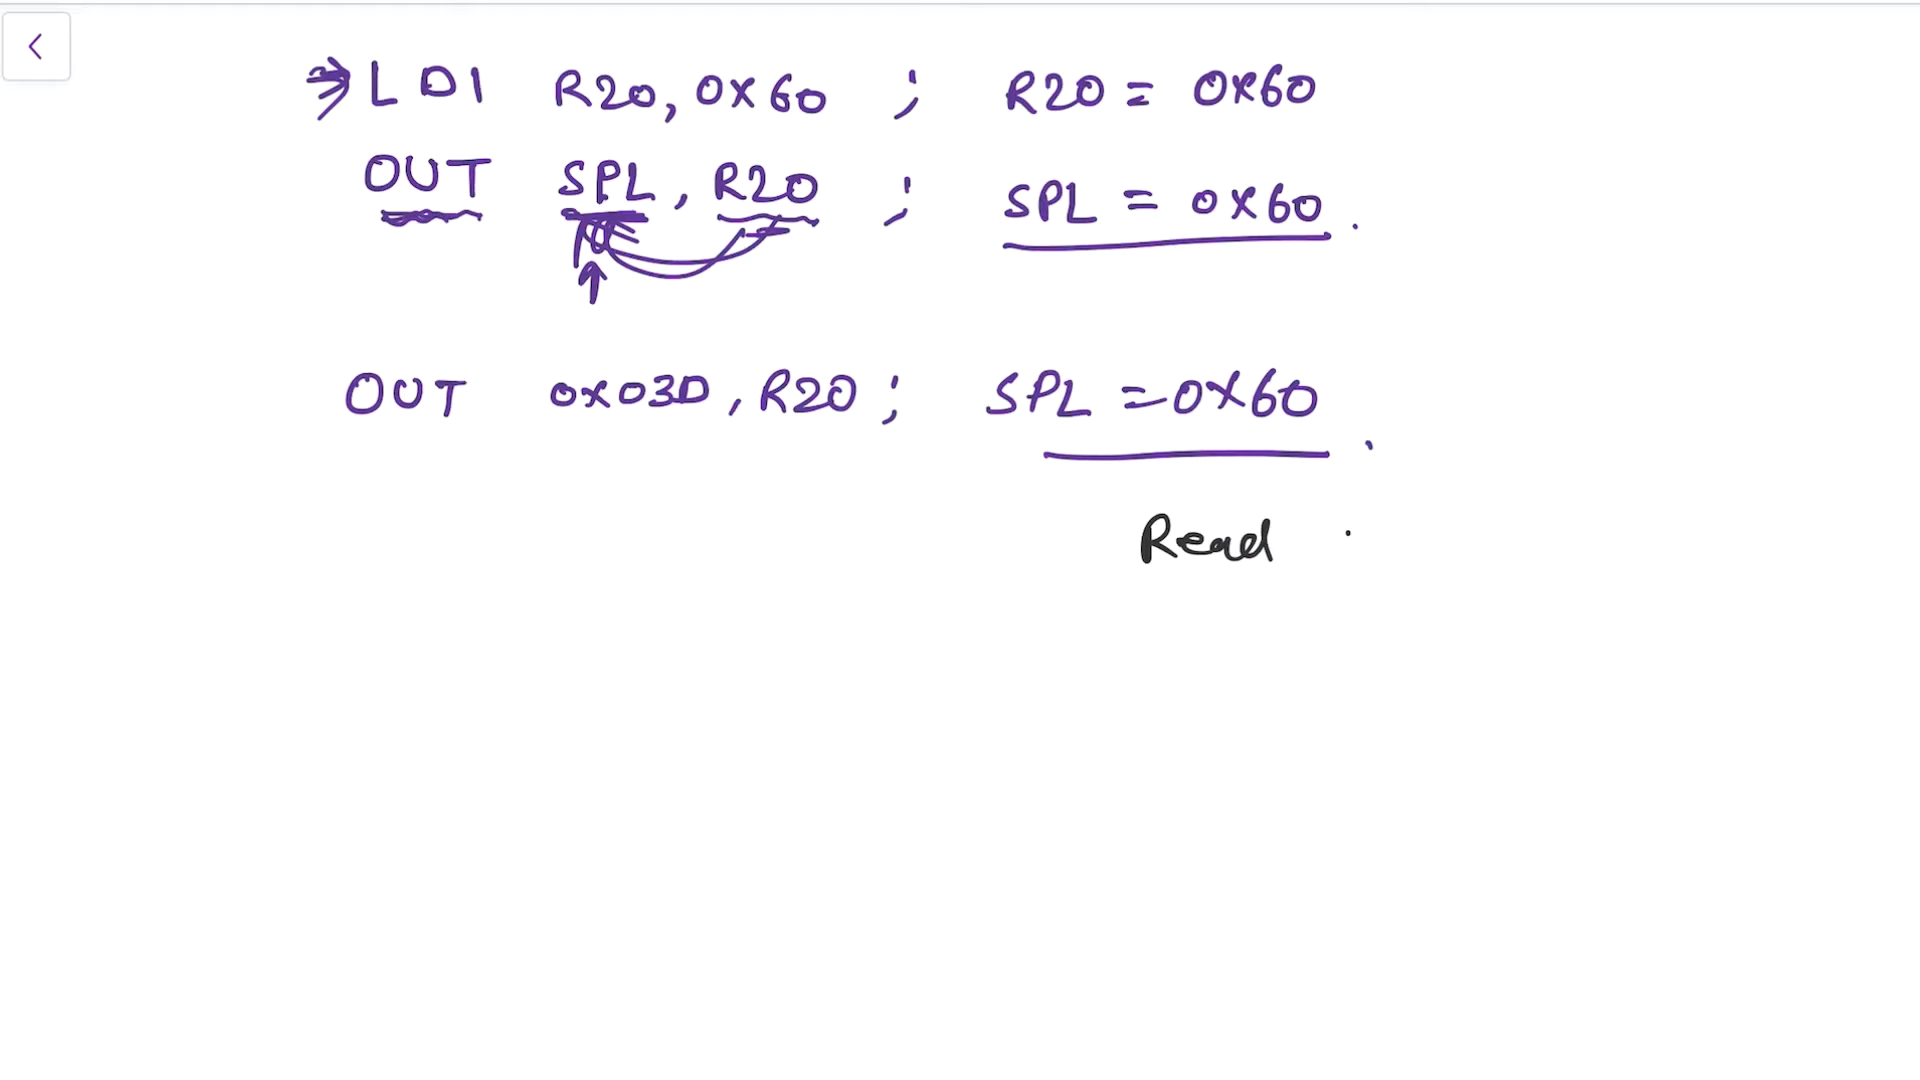 LDI R20, 0x60 ; R20 = 0x60
OUT SPL, R20 ; SPL = 0x60.
OUT 0x03D, R20 ; SPL = 0x60.
Read